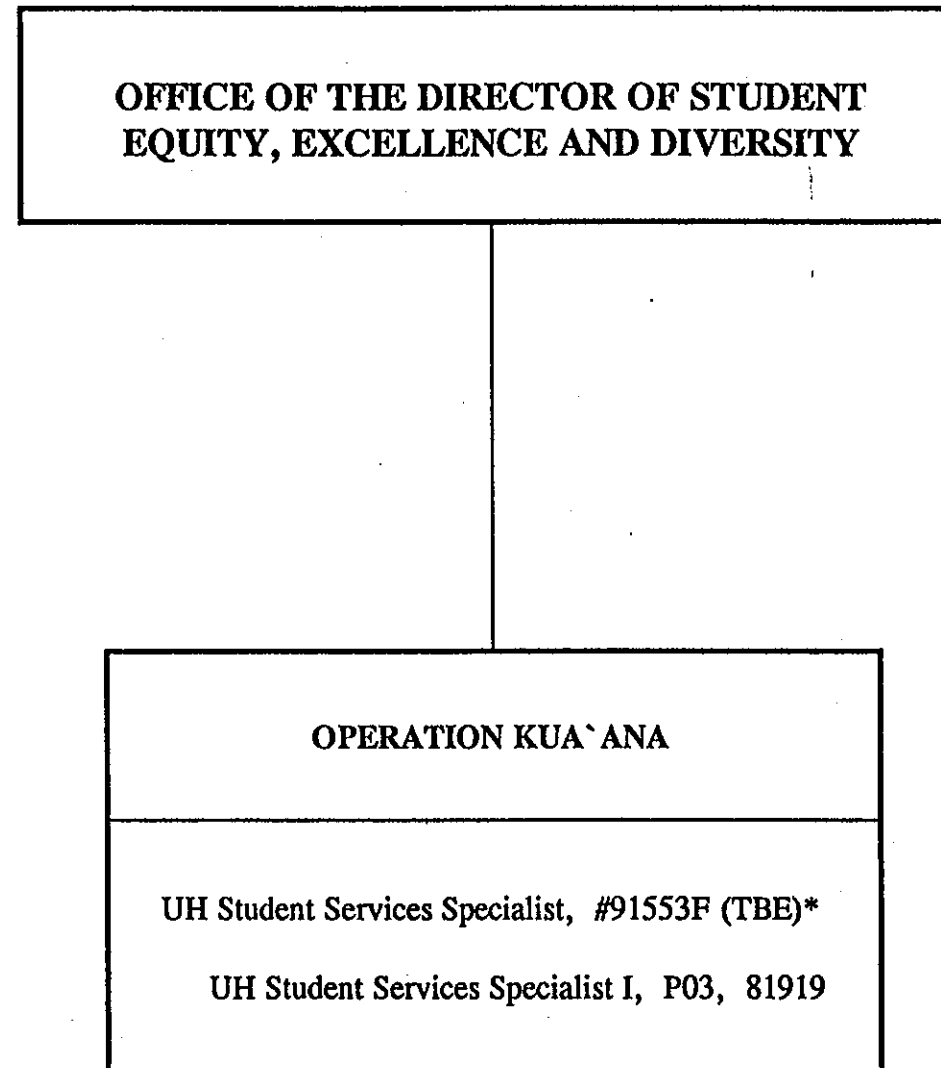 OFFICE OF THE DIRECTOR OF STUDENT
EQUITY, EXCELLENCE AND DIVERSITY
OPERATION KUA`ANA
UH Student Services Specialist, #91553F (TBE)*
UH Student Services Specialist I, P03, 81919